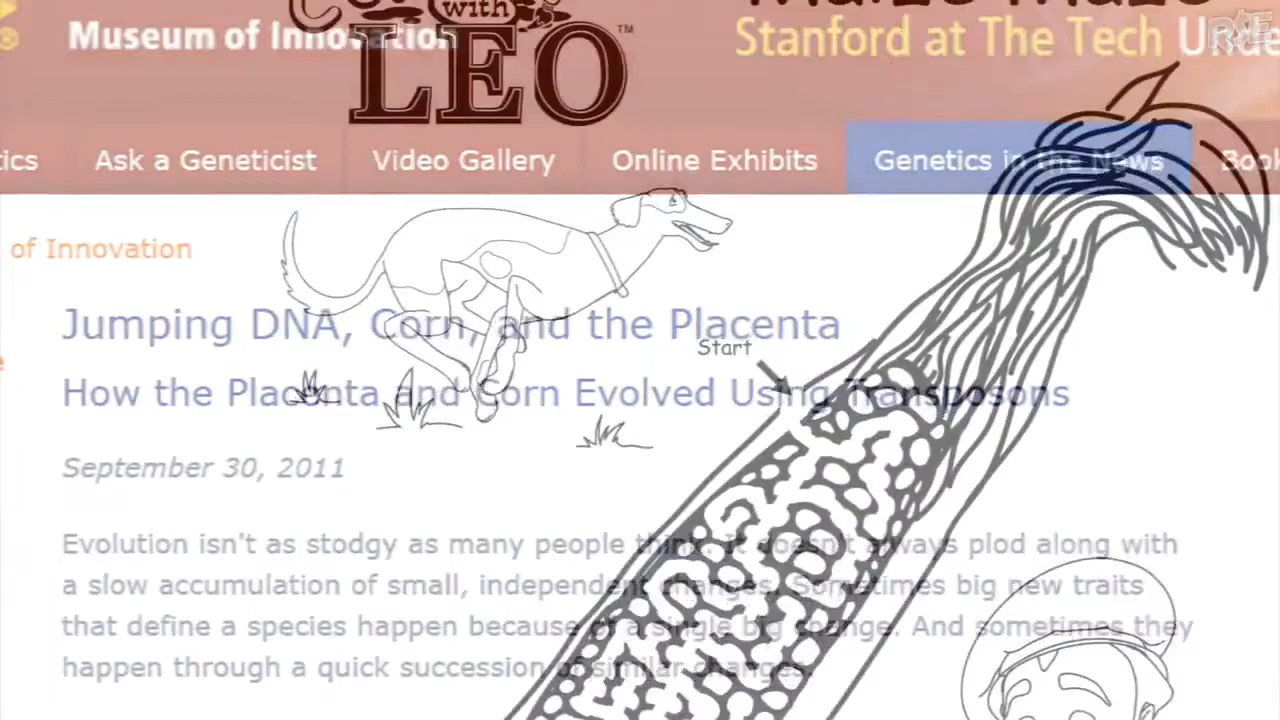 with
Museum of Innovation
Stanford at The Tech
LEO™
tics Ask a Geneticist Video Gallery Online Exhibits Genetics in the News
of Innovation
Jumping DNA, Corn, and the Placenta
Start
How the Placenta and Corn Evolved Using Transposons
September 30, 2011
Evolution isn't as stodgy as many people think. It doesn't always plod along with
a slow accumulation of small, independent changes. Sometimes big new traits
that define a species happen because of a single big change. And sometimes they
happen through a quick succession of similar changes.